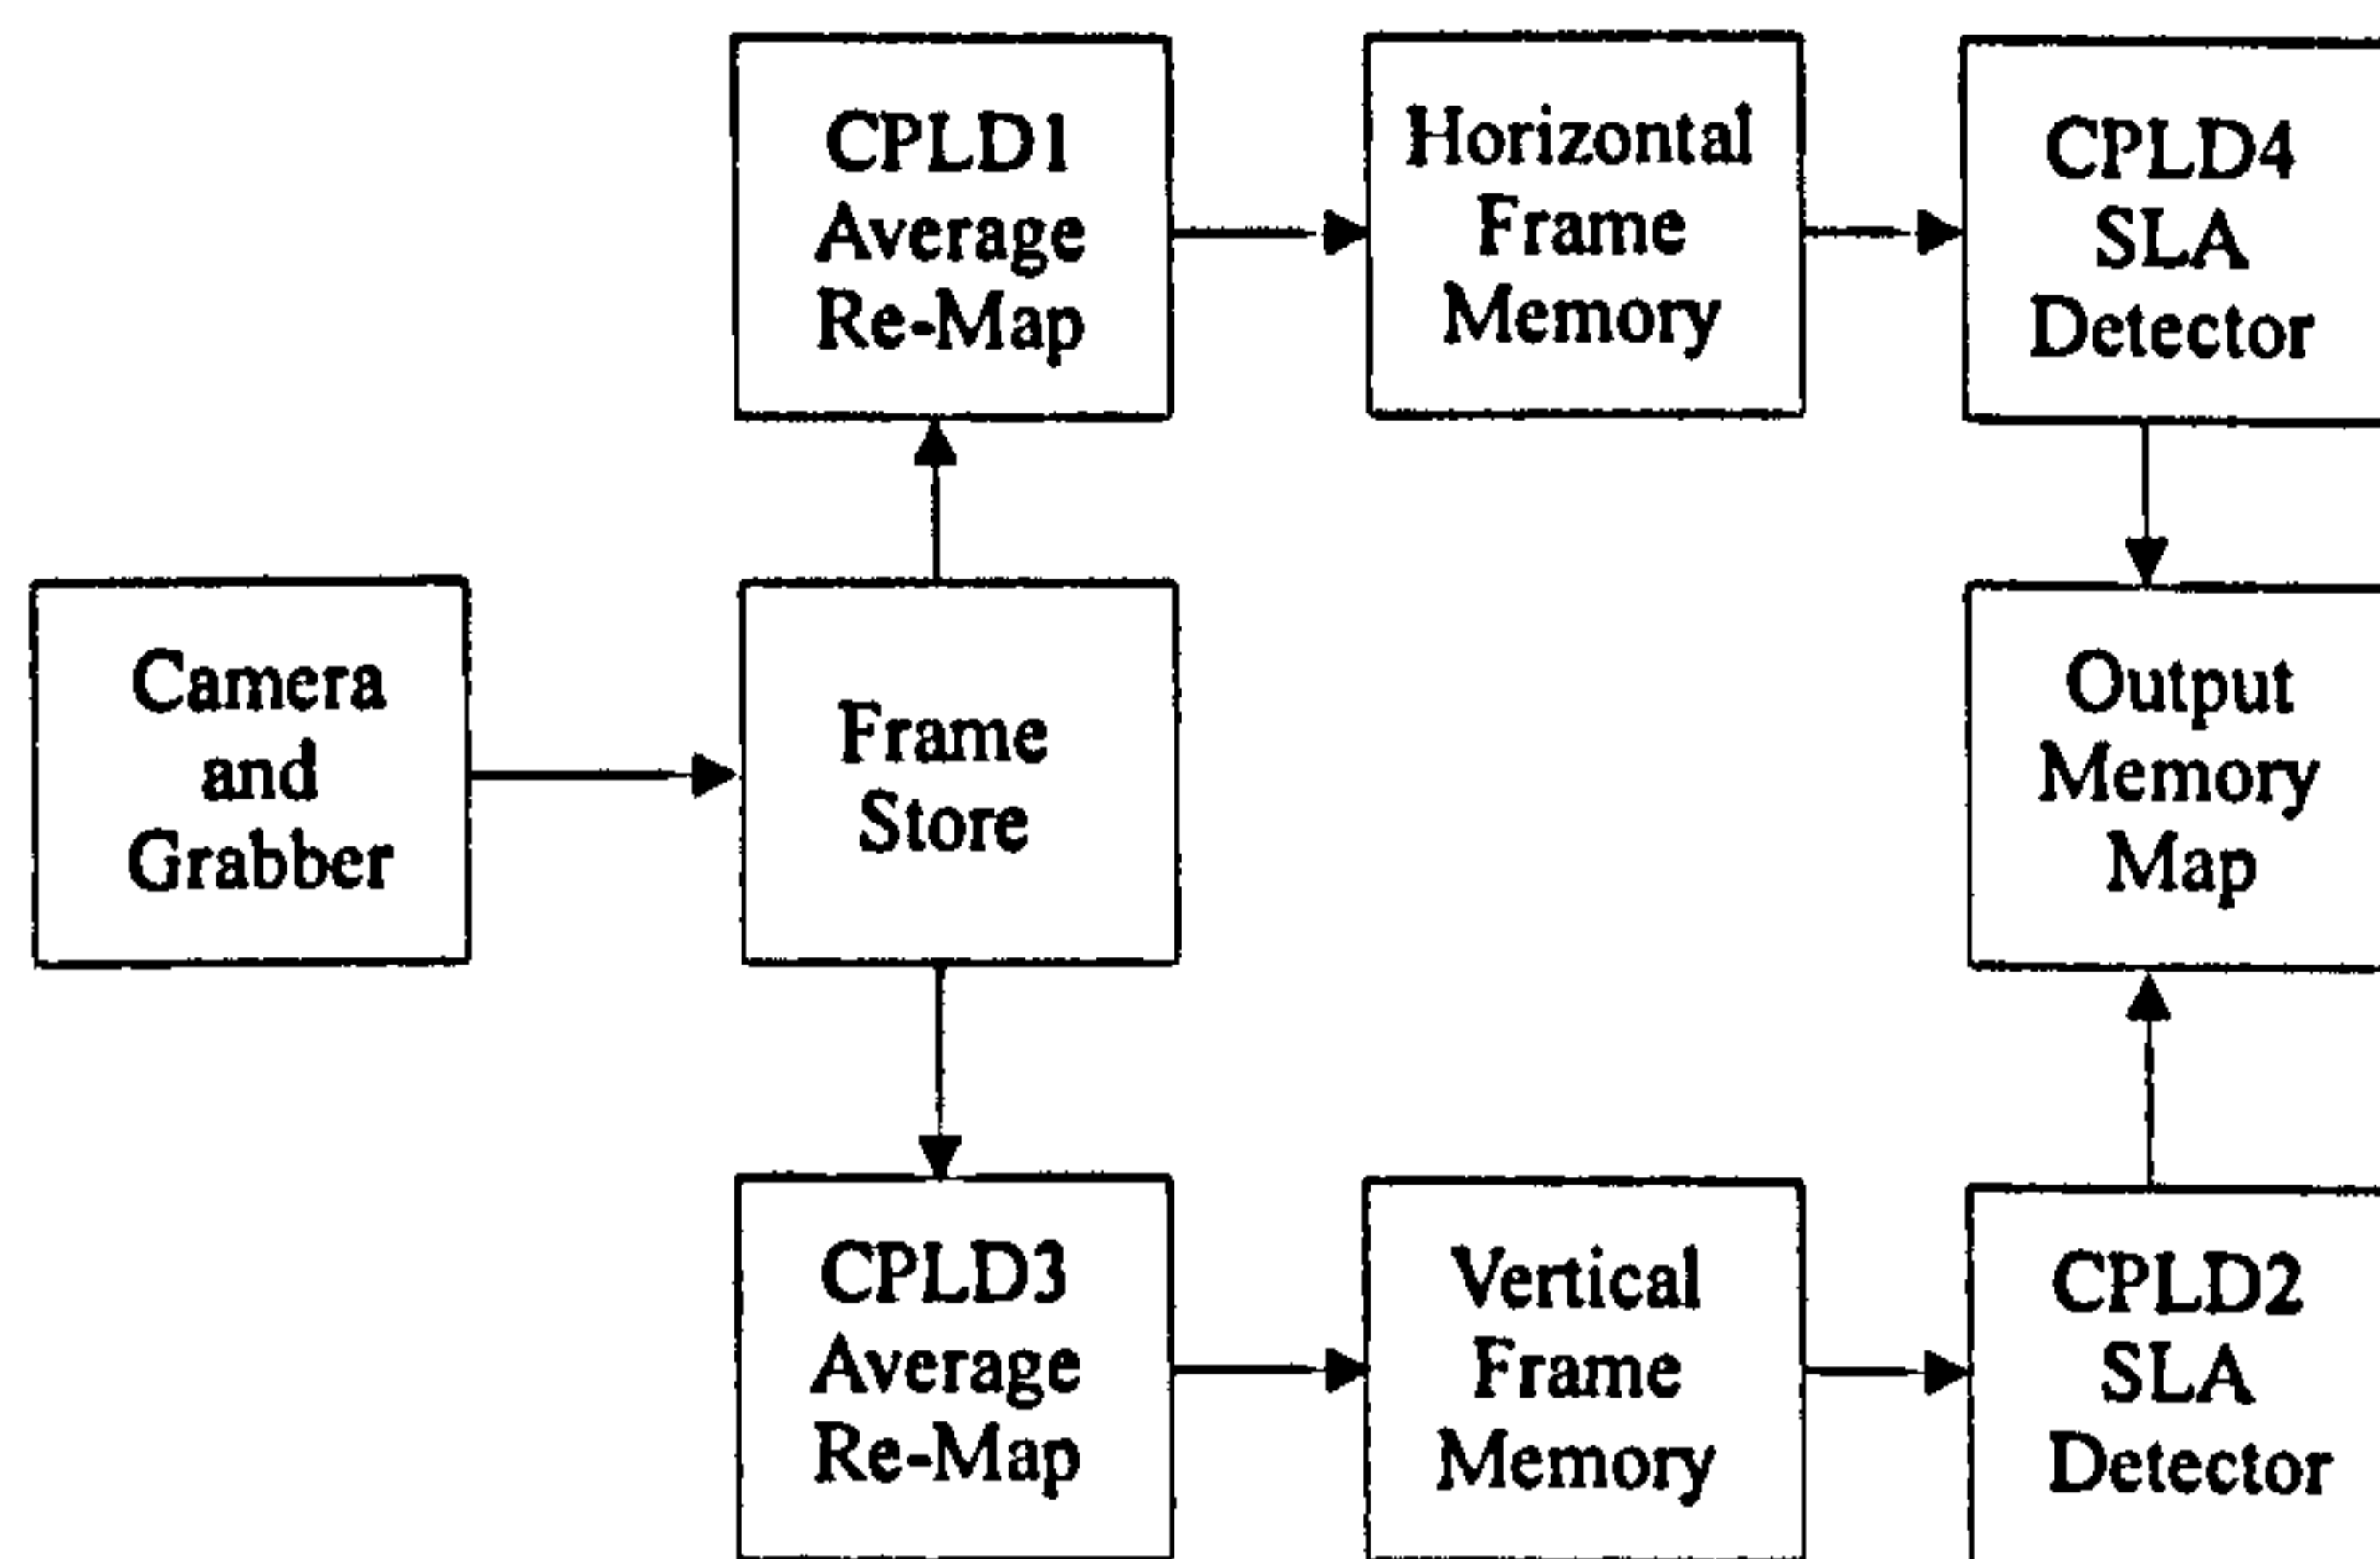 CPLD1
Average
Re-Map
Horizontal
Frame
Memory
CPLD4
SLA
Detector
Camera
and
Grabber
Frame
Store
Output
Memory
Map
CPLD3
Average
Re-Map
Vertical
Frame
Memory
CPLD2
SLA
Detector